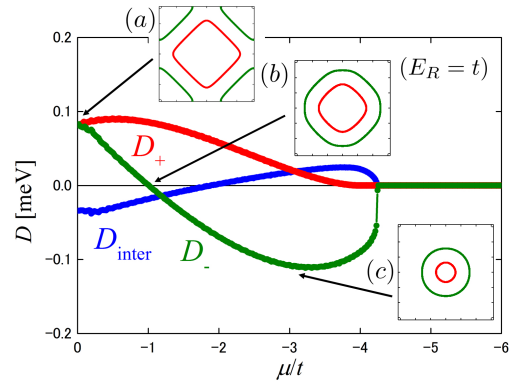 (a)
0.2
(b)
(E_R = t)
0.1
D_+
D [meV]
0.0
D_inter
D_-
-0.1
(c)
-0.2
0 -1 -2 -3 -4 -5 -6
μ/t